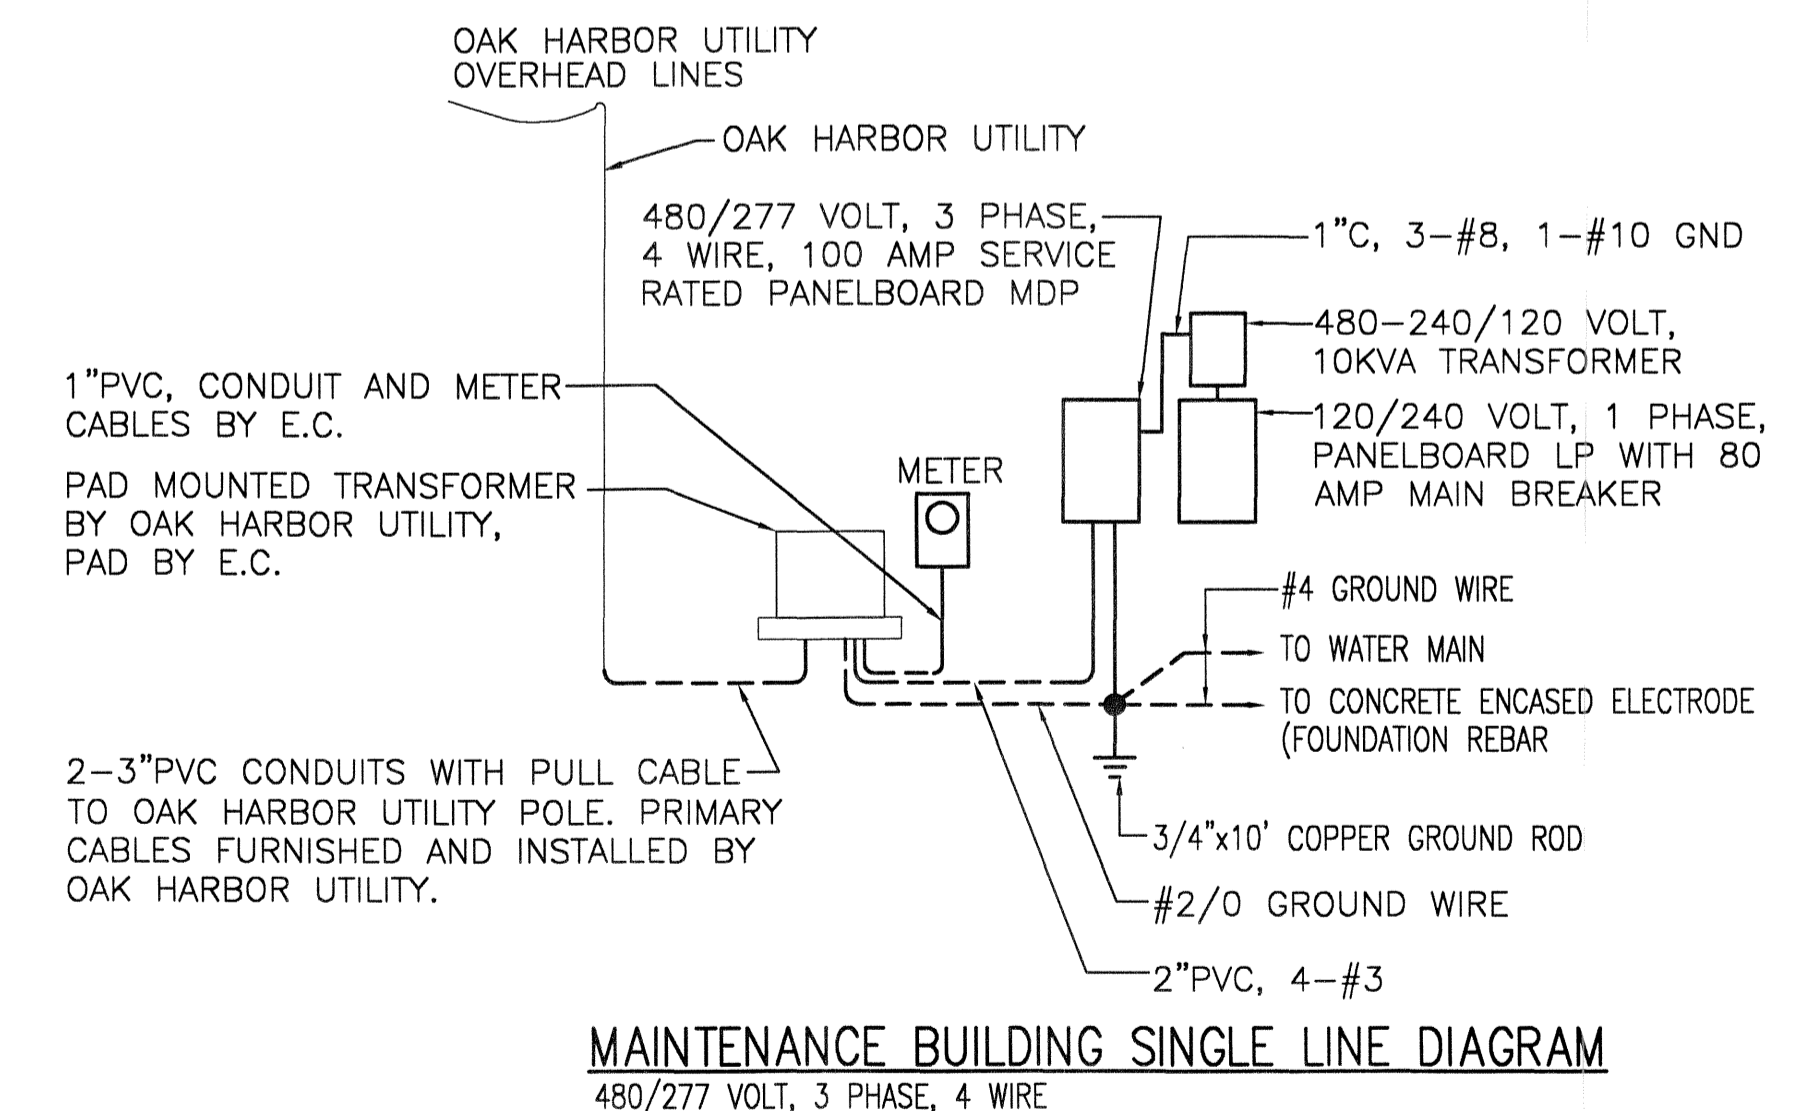 OAK HARBOR UTILITY
OVERHEAD LINES
OAK HARBOR UTILITY
480/277 VOLT, 3 PHASE,
4 WIRE, 100 AMP SERVICE
RATED PANELBOARD MDP
1"C, 3-#8, 1-#10 GND
480-240/120 VOLT,
10KVA TRANSFORMER
120/240 VOLT, 1 PHASE,
PANELBOARD LP WITH 80
AMP MAIN BREAKER
1"PVC, CONDUIT AND METER
CABLES BY E.C.
PAD MOUNTED TRANSFORMER
BY OAK HARBOR UTILITY,
PAD BY E.C.
METER
#4 GROUND WIRE
TO WATER MAIN
TO CONCRETE ENCASED ELECTRODE
(FOUNDATION REBAR
2-3"PVC CONDUITS WITH PULL CABLE
TO OAK HARBOR UTILITY POLE. PRIMARY
CABLES FURNISHED AND INSTALLED BY
OAK HARBOR UTILITY.
3/4"x10' COPPER GROUND ROD
#2/0 GROUND WIRE
2"PVC, 4-#3
MAINTENANCE BUILDING SINGLE LINE DIAGRAM
480/277 VOLT, 3 PHASE, 4 WIRE